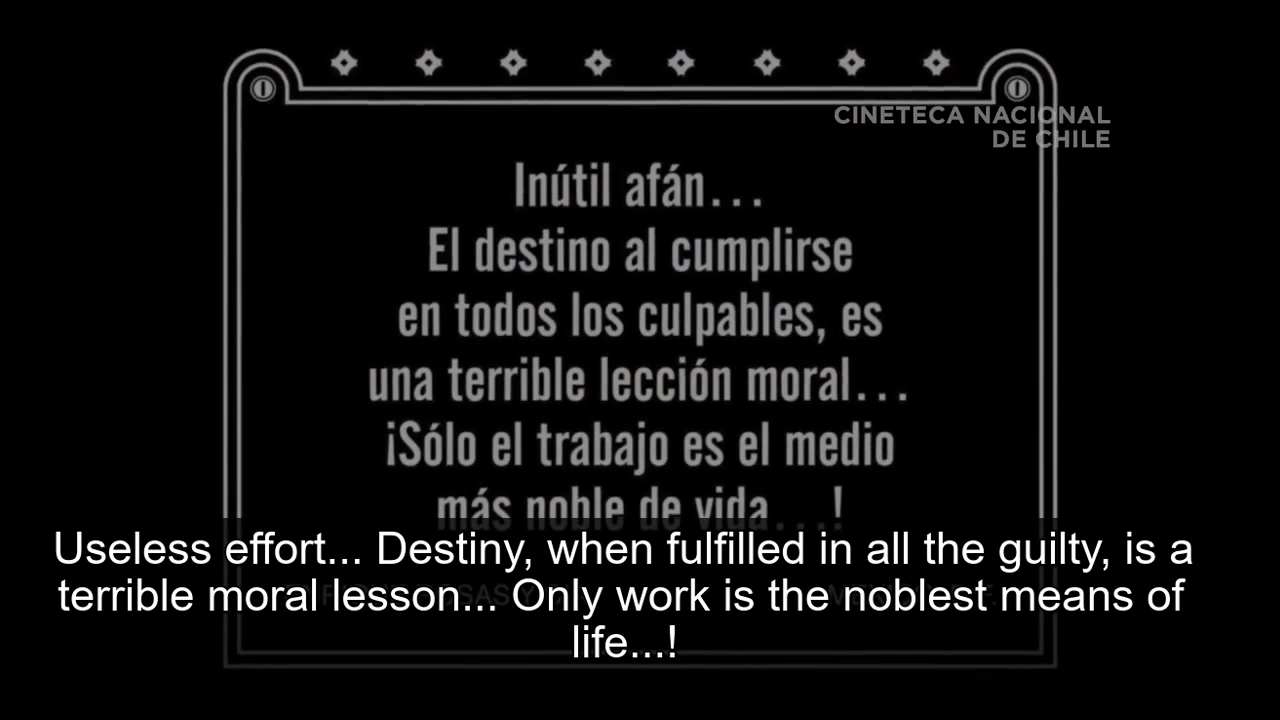 CINETECA NACIONAL
DE CHILE
Inútil afán...
El destino al cumplirse
en todos los culpables, es
una terrible lección moral...
¡Sólo el trabajo es el medio
más noble de vida...!
Useless effort... Destiny, when fulfilled in all the guilty, is a
terrible moral lesson... Only work is the noblest means of
life...!